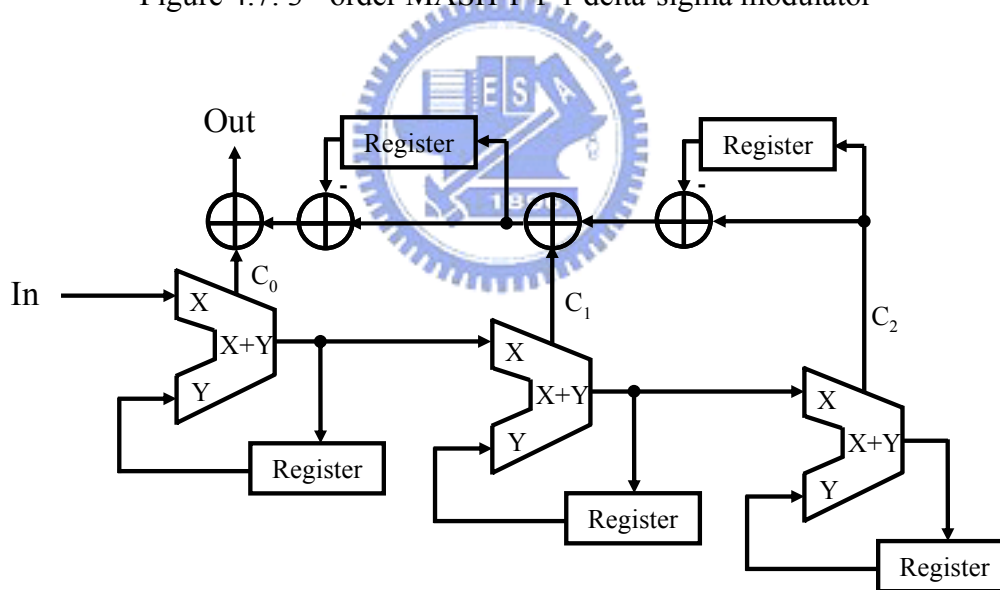 Figure 4.7. 3 order MASH 1-1-1 delta-sigma modulator
Out
Register
-
Register
-
E S A
1896
In
X
C0
X+Y
Y
Register
X
C1
X+Y
Y
Register
X
C2
X+Y
Y
Register